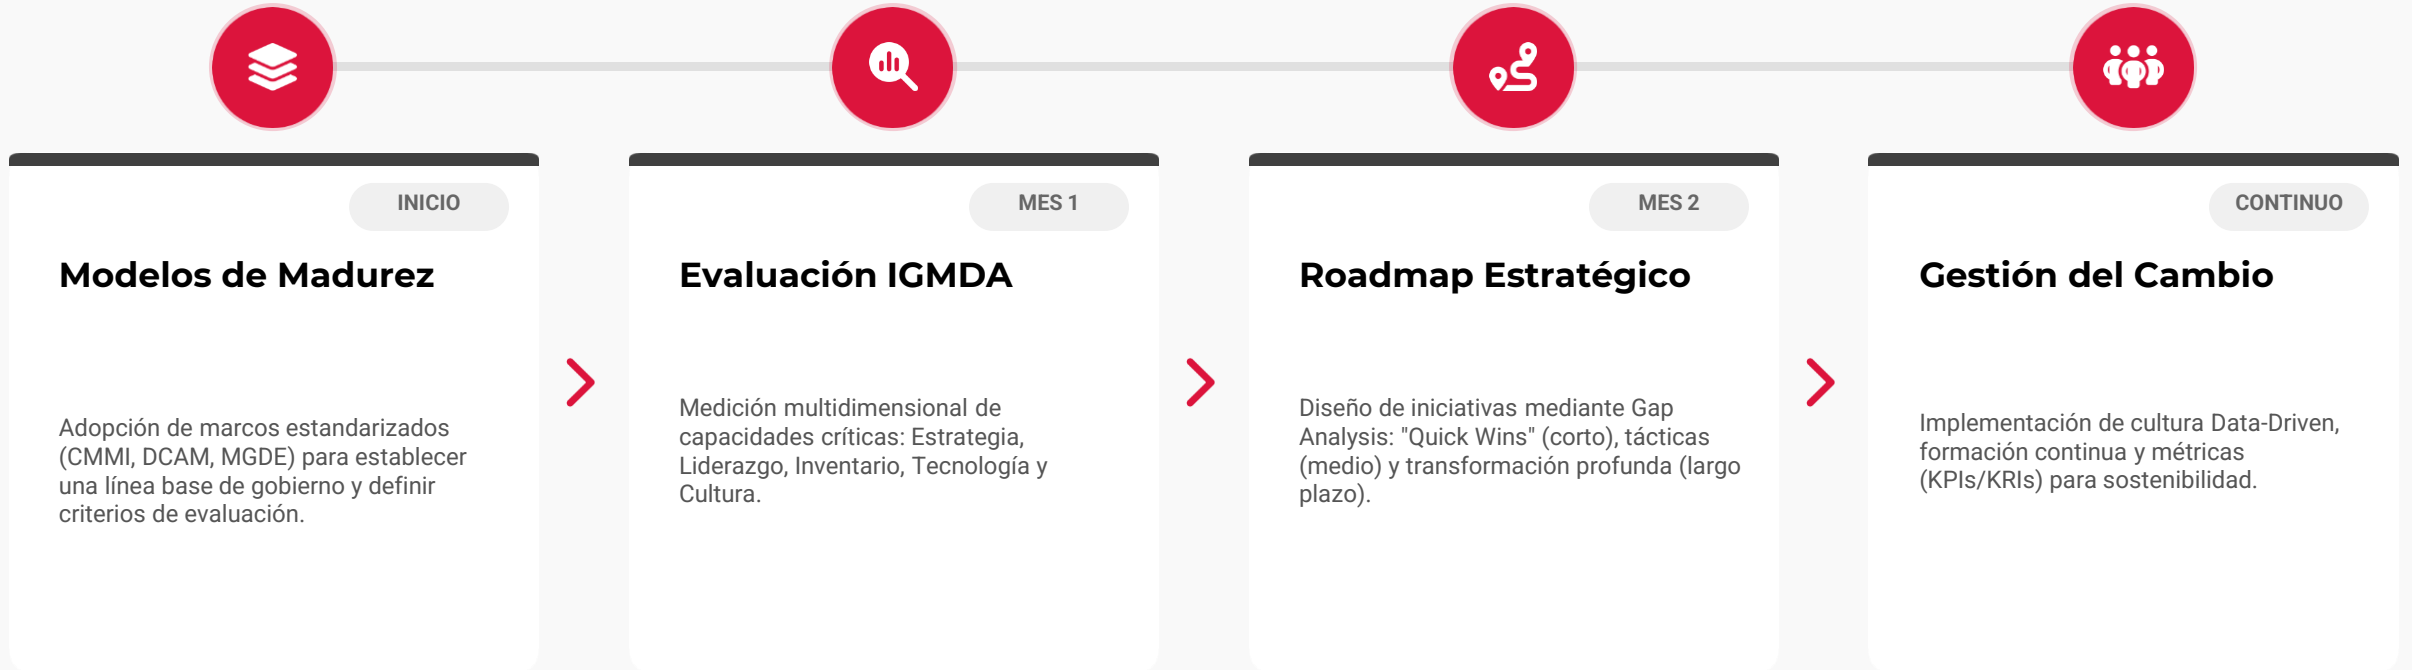 INICIO
Modelos de Madurez
Adopción de marcos estandarizados
(CMMI, DCAM, MGDE) para establecer
una línea base de gobierno y definir
criterios de evaluación.
MES 1
Evaluación IGMDA
Medición multidimensional de
capacidades críticas: Estrategia,
Liderazgo, Inventario, Tecnología y
Cultura.
MES 2
Roadmap Estratégico
Diseño de iniciativas mediante Gap
Analysis: "Quick Wins" (corto), tácticas
(medio) y transformación profunda (largo
plazo).
CONTINUO
Gestión del Cambio
Implementación de cultura Data-Driven,
formación continua y métricas
(KPIs/KRIs) para sostenibilidad.